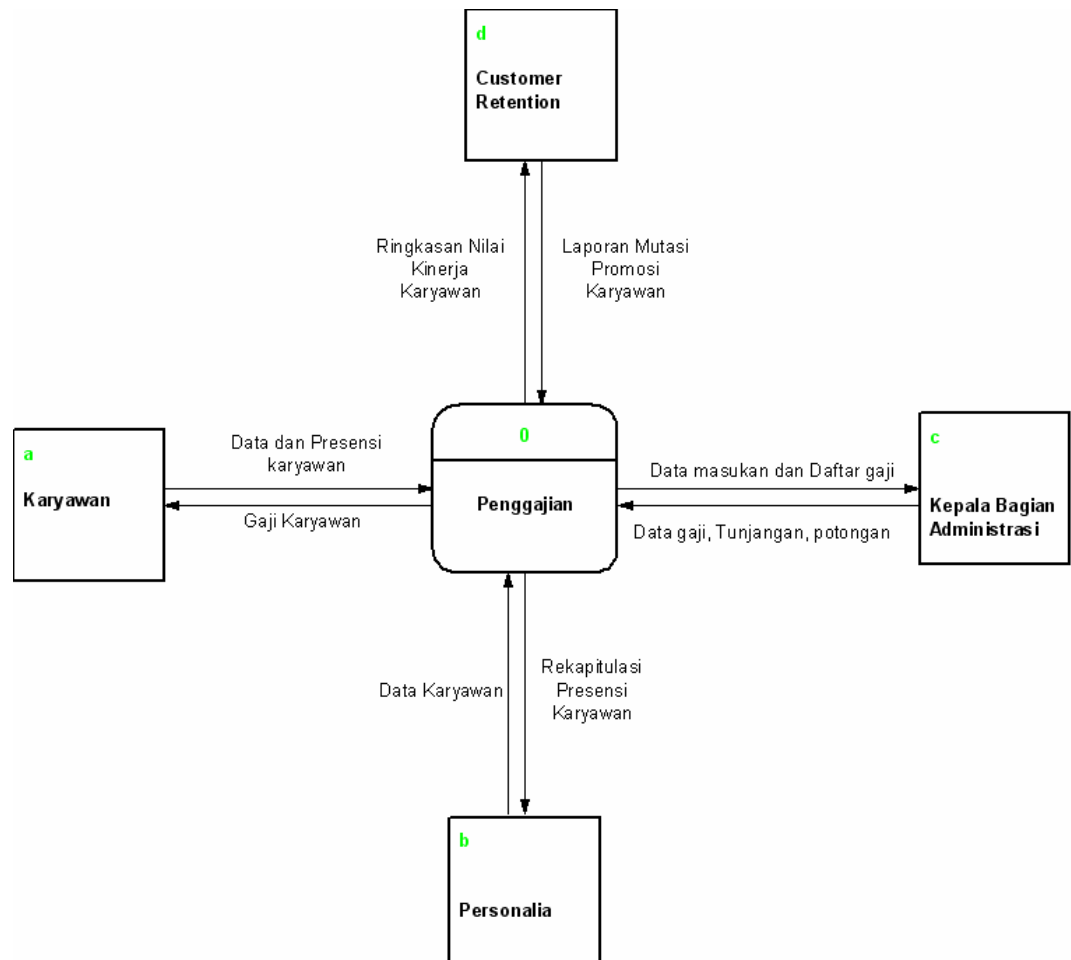 d
Customer
Retention
Ringkasan Nilai
Kinerja
Karyawan
Laporan Mutasi
Promosi
Karyawan
a
Karyawan
Data dan Presensi
karyawan
Gaji Karyawan
0
Penggajian
Data masukan dan Daftar gaji
Data gaji, Tunjangan, potongan
c
Kepala Bagian
Administrasi
Data Karyawan
Rekapitulasi
Presensi
Karyawan
b
Personalia